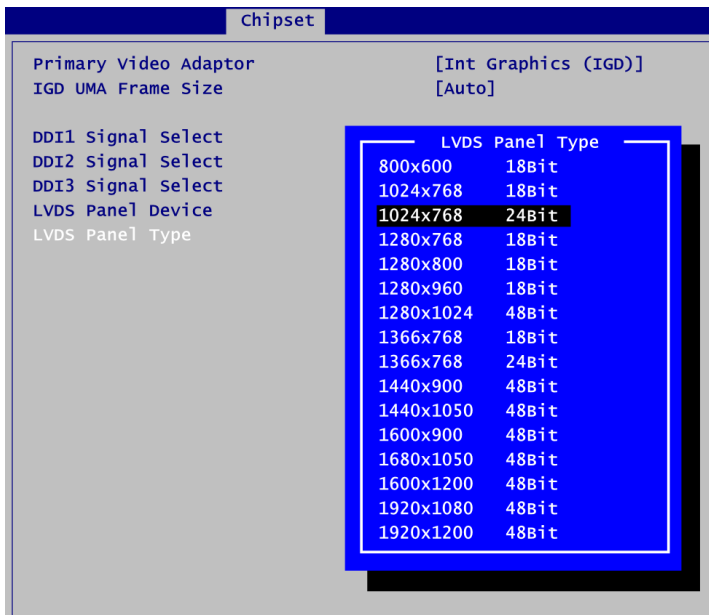 Chipset
Primary Video Adaptor [Int Graphics (IGD)]
IGD UMA Frame Size [Auto]
DDI1 Signal Select
DDI2 Signal Select
DDI3 Signal Select
LVDS Panel Device
LVDS Panel Type
LVDS Panel Type
800x600 18Bit
1024x768 18Bit
1024x768 24Bit
1280x768 18Bit
1280x800 18Bit
1280x960 18Bit
1280x1024 48Bit
1366x768 18Bit
1366x768 24Bit
1440x900 48Bit
1440x1050 48Bit
1600x900 48Bit
1680x1050 48Bit
1600x1200 48Bit
1920x1080 48Bit
1920x1200 48Bit